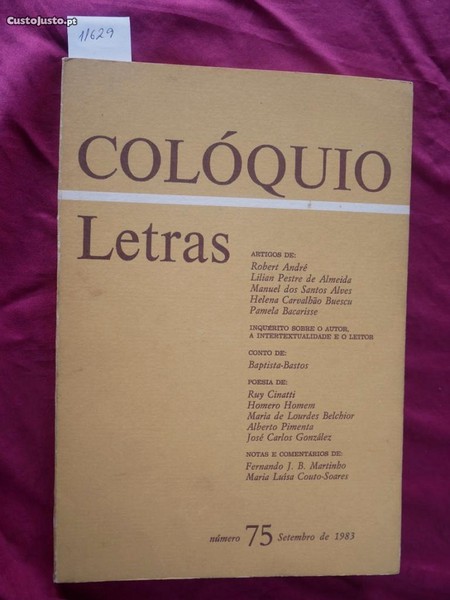 CustoJusto.pt
1/629
COLÓQUIO
Letras
ARTIGOS DE:
Robert André
Lilian Pestre de Almeida
Manuel dos Santos Alves
Helena Carvalhão Buescu
Pamela Bacarisse
INQUÉRITO SOBRE O AUTOR,
A INTERTEXTUALIDADE E O LEITOR
CONTO DE:
Baptista-Bastos
POESIA DE:
Ruy Cinatti
Homero Homem
Maria de Lourdes Belchior
Alberto Pimenta
José Carlos González
NOTAS E COMENTÁRIOS DE:
Fernando J. B. Martinho
Maria Luísa Couto-Soares
número 75 Setembro de 1983